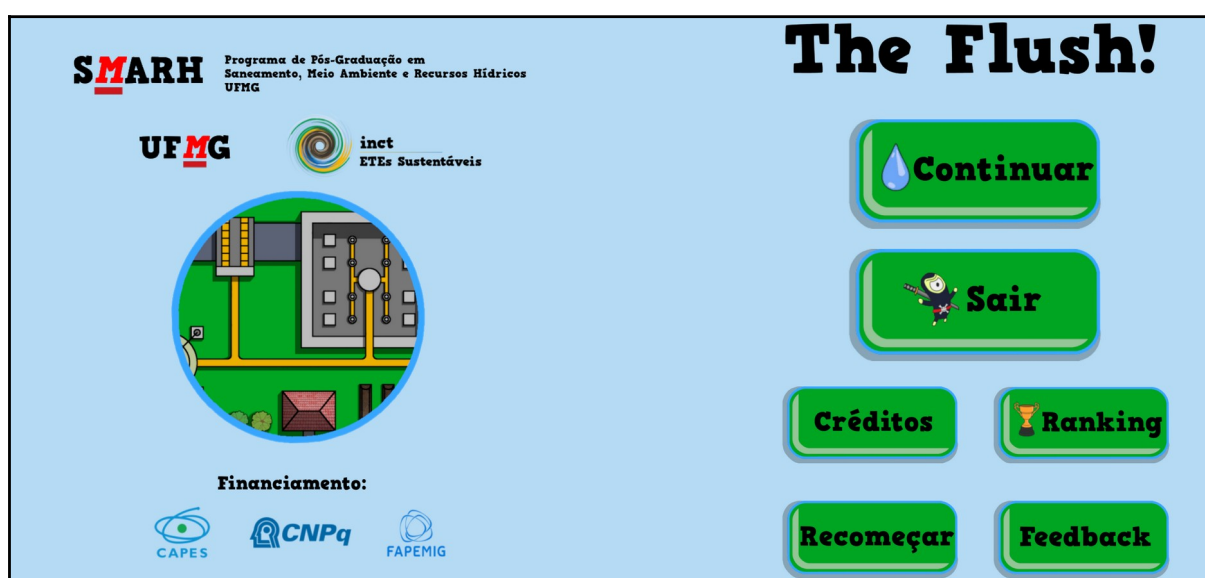 SMARH
Programa de Pós-Graduação em
Saneamento, Meio Ambiente e Recursos Hídricos
UFMG
UFMG
inct
ETEs Sustentáveis
Financiamento:
CAPES
CNPq
FAPEMIG
The Flush!
Continuar
Sair
Créditos
Ranking
Recomeçar
Feedback